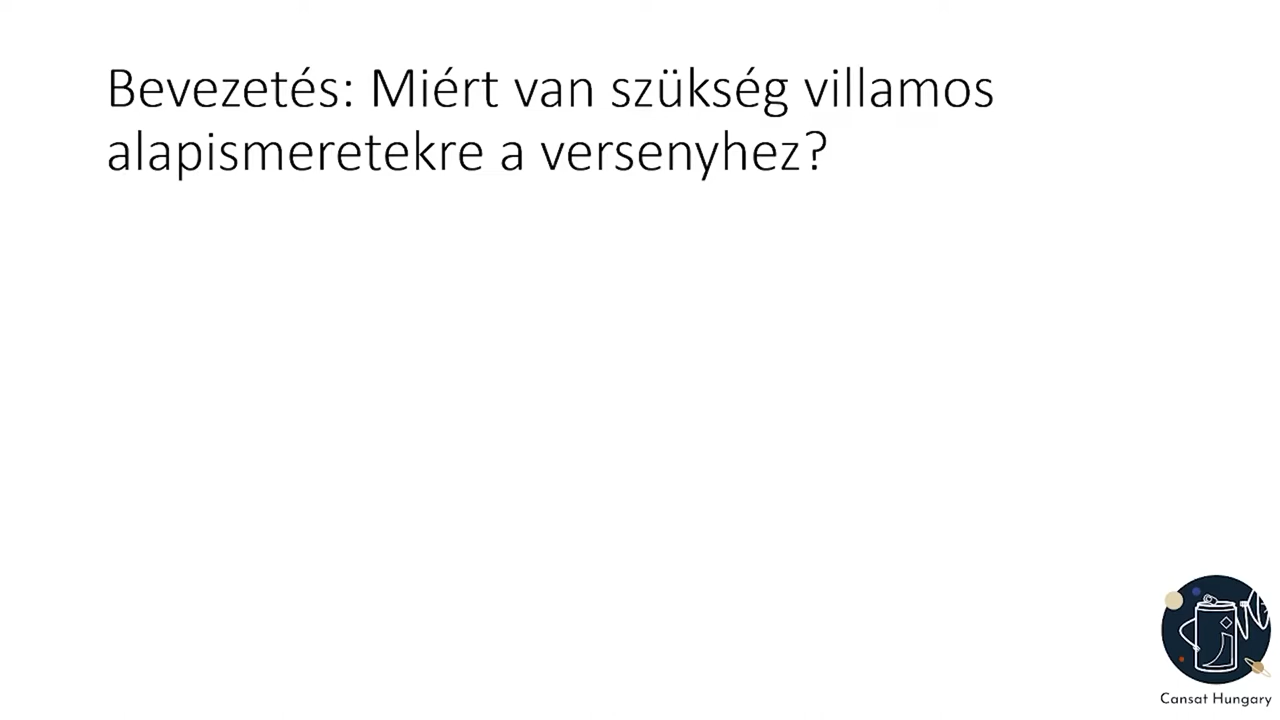 Bevezetés: Miért van szükség villamos
alapismeretekre a versenyhez?
Cansat Hungary